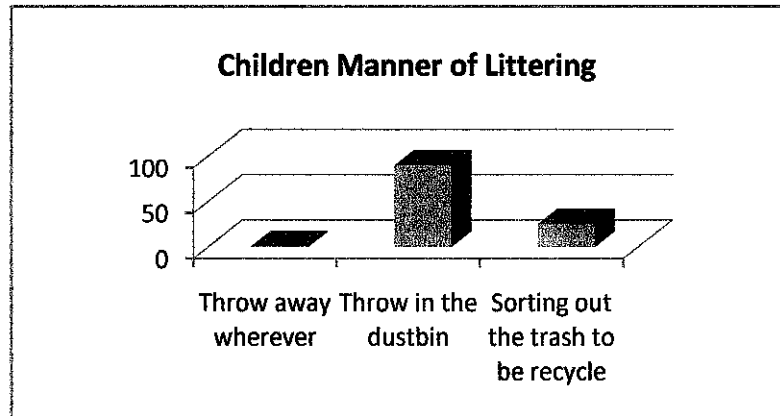 Children Manner of Littering
100
50
0
Throw away wherever
Throw in the dustbin
Sorting out the trash to be recycle